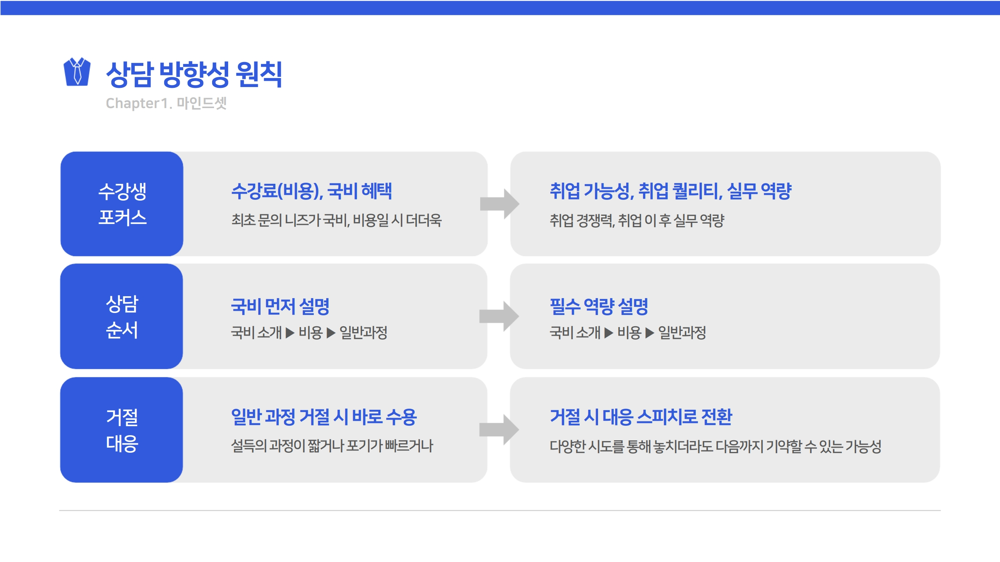 상담 방향성 원칙
Chapter1. 마인드셋
수강생
포커스
수강료(비용), 국비 혜택
최초 문의 니즈가 국비, 비용일 시 더더욱
취업 가능성, 취업 퀄리티, 실무 역량
취업 경쟁력, 취업 이 후 실무 역량
상담
순서
국비 먼저 설명
국비 소개 ▶ 비용 ▶ 일반과정
필수 역량 설명
국비 소개 ▶ 비용 ▶ 일반과정
거절
대응
일반 과정 거절 시 바로 수용
설득의 과정이 짧거나 포기가 빠르거나
거절 시 대응 스피치로 전환
다양한 시도를 통해 놓치더라도 다음까지 기약할 수 있는 가능성